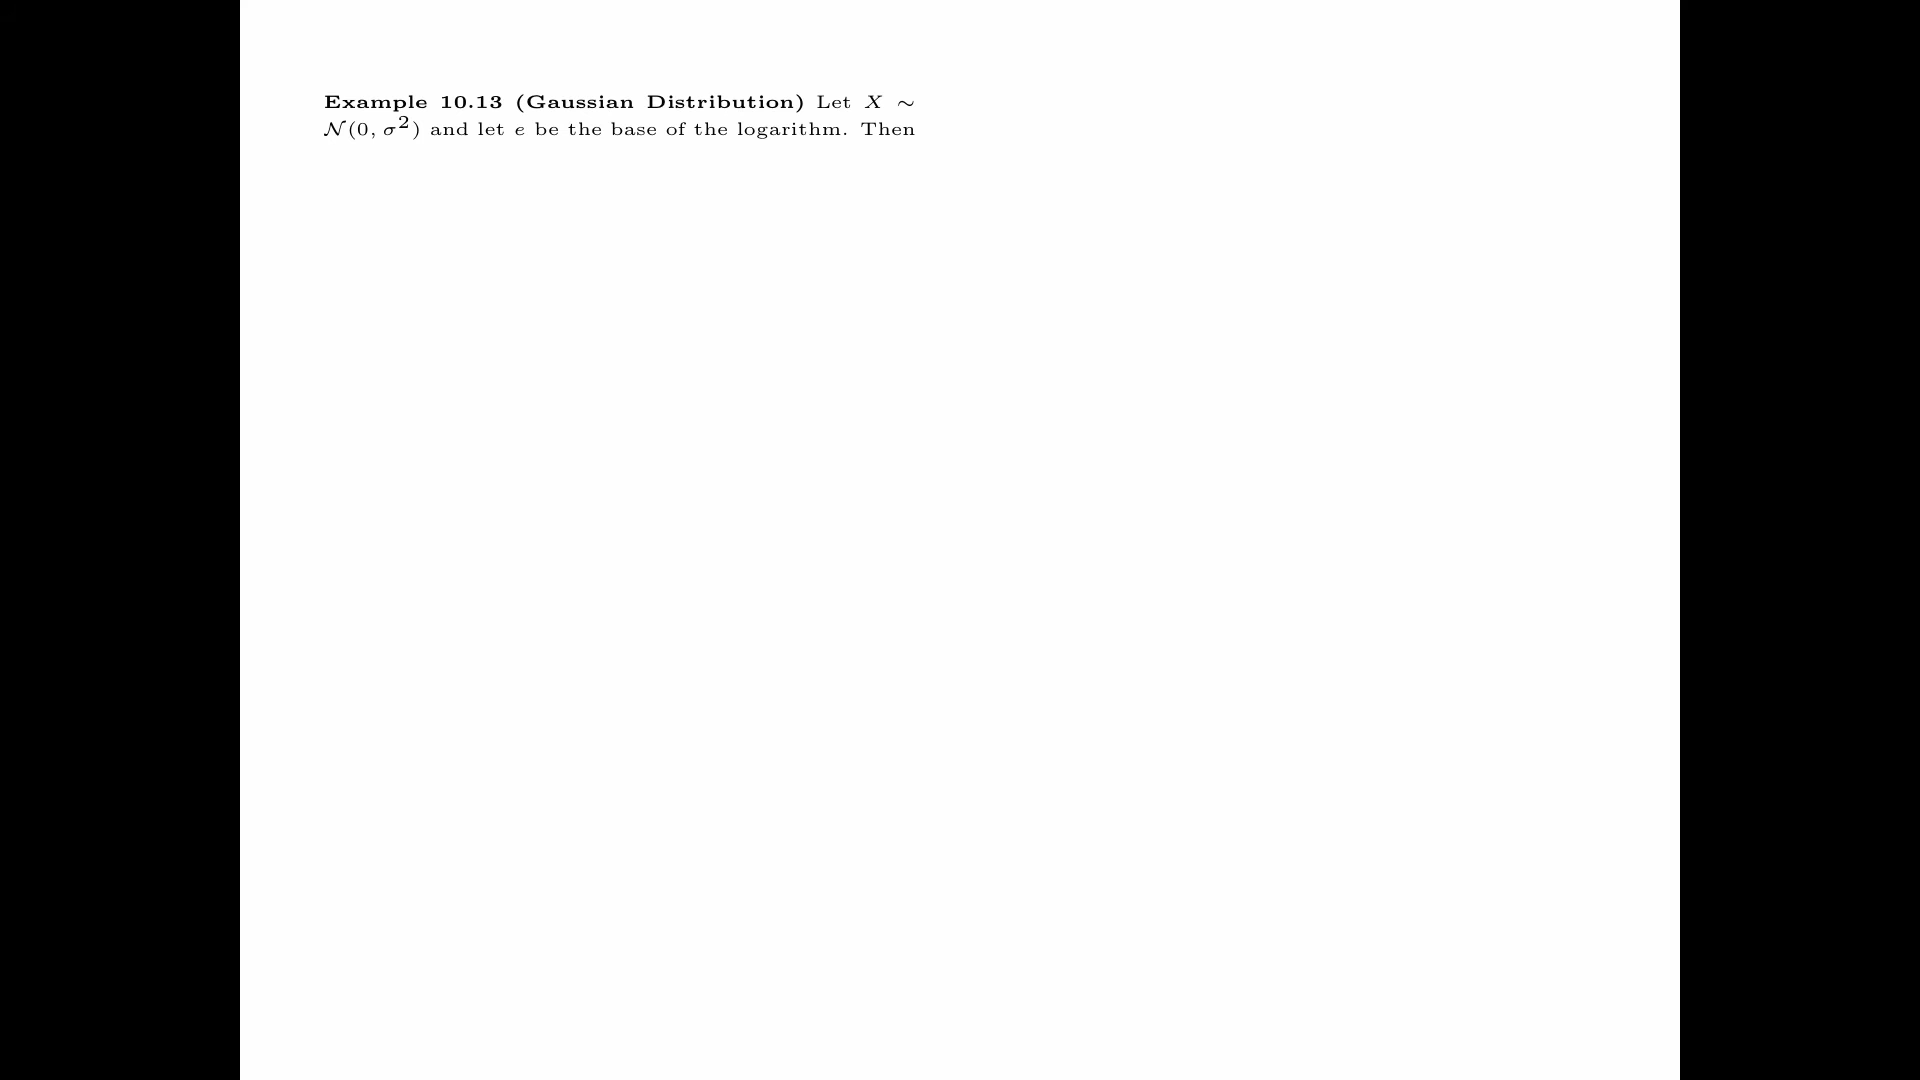 Example 10.13 (Gaussian Distribution) Let X ∼
𝒩(0, σ²) and let e be the base of the logarithm. Then